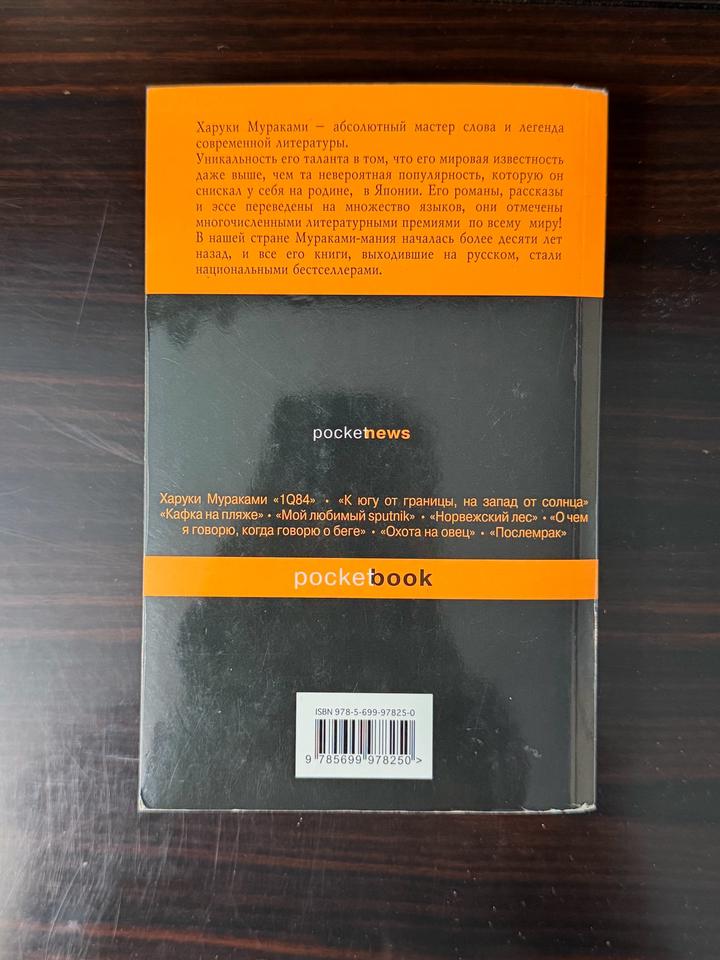 Харуки Мураками – абсолютный мастер слова и легенда
современной литературы.
Уникальность его таланта в том, что его мировая известность
даже выше, чем та невероятная популярность, которую он
снискал у себя на родине, в Японии. Его романы, рассказы
и эссе переведены на множество языков, они отмечены
многочисленными литературными премиями по всему миру!
В нашей стране Мураками-мания началась более десяти лет
назад, и все его книги, выходившие на русском, стали
национальными бестселлерами.
pocketnews
Харуки Мураками «1Q84» • «К югу от границы, на запад от солнца»
«Кафка на пляже» • «Мой любимый sputnik» • «Норвежский лес» • «О чем
я говорю, когда говорю о беге» • «Охота на овец» • «Послемрак»
pocketbook
ISBN 978-5-699-97825-0
9 785699 978250 >